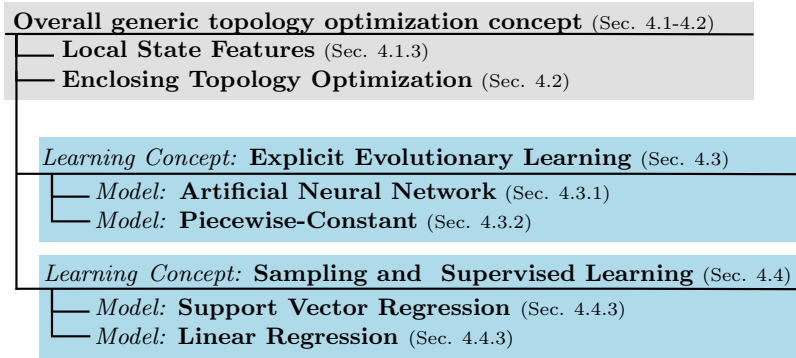 Overall generic topology optimization concept (Sec. 4.1-4.2)
Local State Features (Sec. 4.1.3)
Enclosing Topology Optimization (Sec. 4.2)
Learning Concept: Explicit Evolutionary Learning (Sec. 4.3)
Model: Artificial Neural Network (Sec. 4.3.1)
Model: Piecewise-Constant (Sec. 4.3.2)
Learning Concept: Sampling and Supervised Learning (Sec. 4.4)
Model: Support Vector Regression (Sec. 4.4.3)
Model: Linear Regression (Sec. 4.4.3)